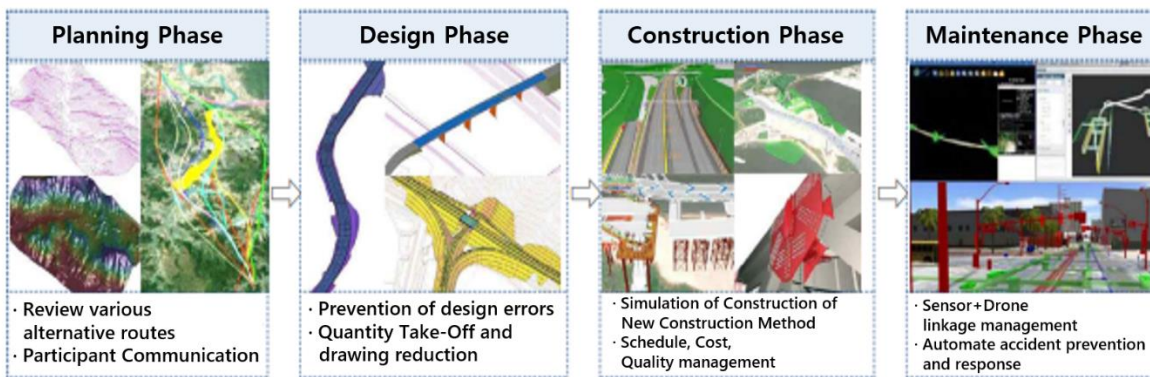 Planning Phase
· Review various
alternative routes
· Participant Communication
Design Phase
· Prevention of design errors
· Quantity Take-Off and
drawing reduction
Construction Phase
· Simulation of Construction of
New Construction Method
· Schedule, Cost,
Quality management
Maintenance Phase
· Sensor+Drone
linkage management
· Automate accident prevention
and response